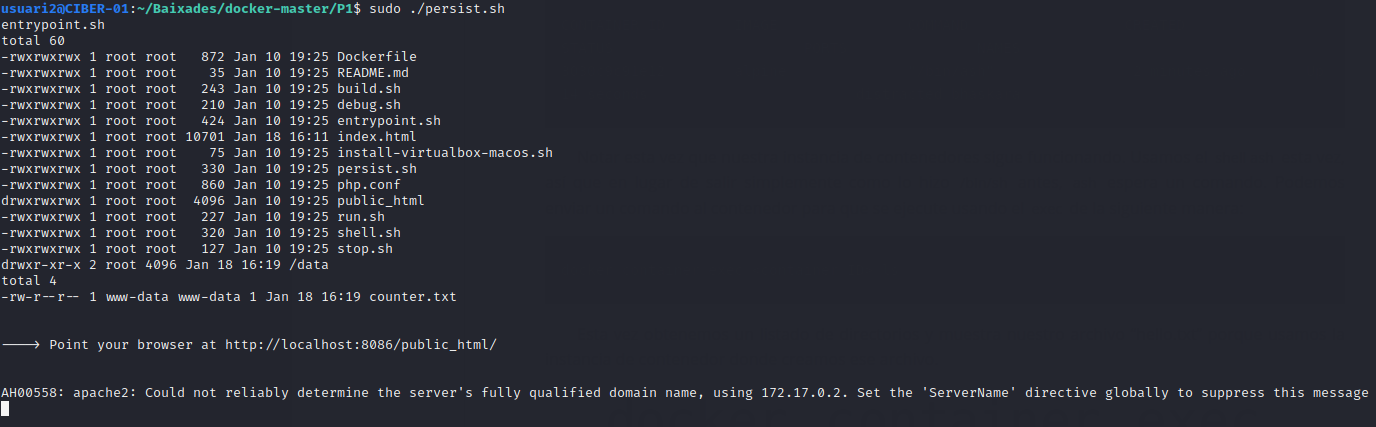 usuari2@CIBER-01:~/Baixades/docker-master/P1$ sudo ./persist.sh
entrypoint.sh
total 60
-rwxrwxrwx 1 root root   872 Jan 10 19:25 Dockerfile
-rwxrwxrwx 1 root root    35 Jan 10 19:25 README.md
-rwxrwxrwx 1 root root   243 Jan 10 19:25 build.sh
-rwxrwxrwx 1 root root   210 Jan 10 19:25 debug.sh
-rwxrwxrwx 1 root root   424 Jan 10 19:25 entrypoint.sh
-rwxrwxrwx 1 root root 10701 Jan 18 16:11 index.html
-rwxrwxrwx 1 root root    75 Jan 10 19:25 install-virtualbox-macos.sh
-rwxrwxrwx 1 root root   330 Jan 10 19:25 persist.sh
-rwxrwxrwx 1 root root   860 Jan 10 19:25 php.conf
drwxrwxrwx 1 root root  4096 Jan 10 19:25 public_html
-rwxrwxrwx 1 root root   227 Jan 10 19:25 run.sh
-rwxrwxrwx 1 root root   320 Jan 10 19:25 shell.sh
-rwxrwxrwx 1 root root   127 Jan 10 19:25 stop.sh
drwxr-xr-x 2 root 4096 Jan 18 16:19 /data
total 4
-rw-r--r-- 1 www-data www-data 1 Jan 18 16:19 counter.txt
----> Point your browser at http://localhost:8086/public_html/
AH00558: apache2: Could not reliably determine the server's fully qualified domain name, using 172.17.0.2. Set the 'ServerName' directive globally to suppress this message